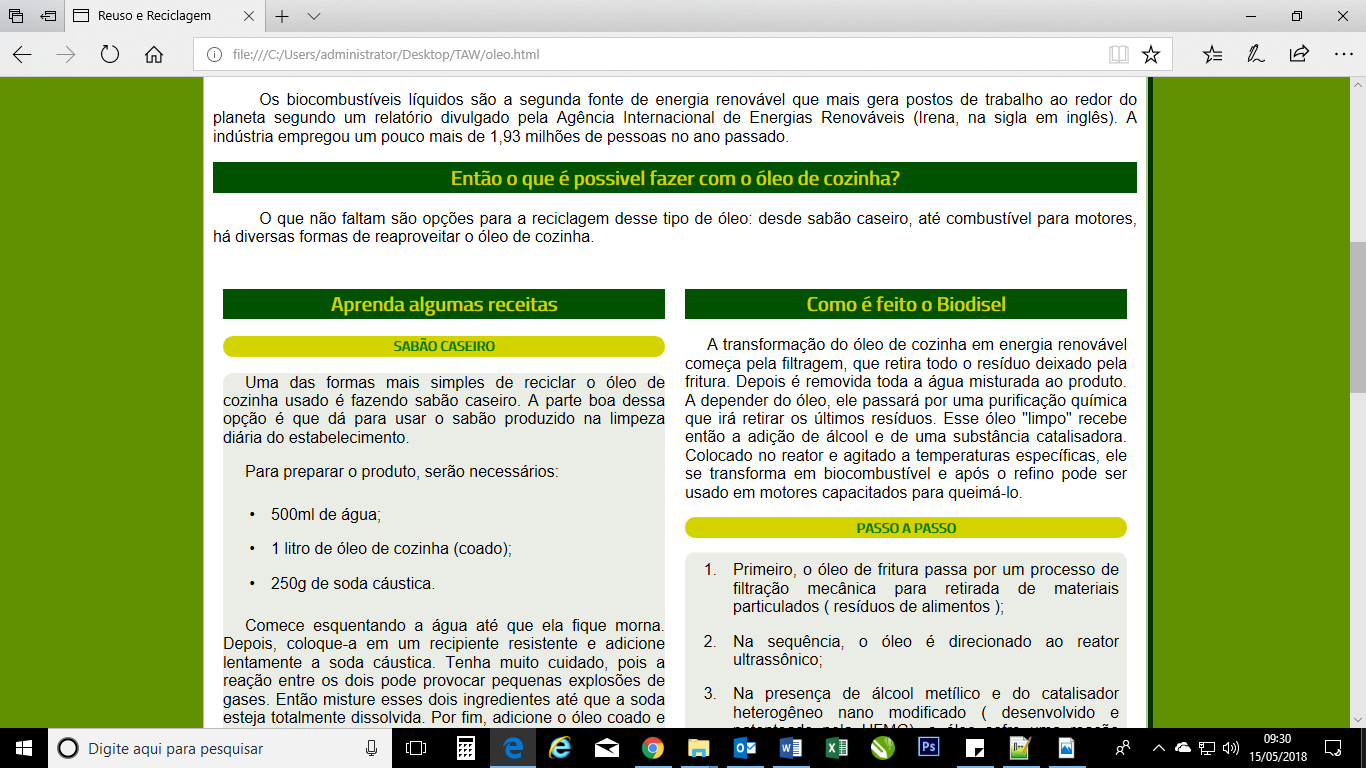 Reuso e Reciclagem
file:///C:/Users/administrator/Desktop/TAW/oleo.html
Os biocombustíveis líquidos são a segunda fonte de energia renovável que mais gera postos de trabalho ao redor do
planeta segundo um relatório divulgado pela Agência Internacional de Energias Renováveis (Irena, na sigla em inglês). A
indústria empregou um pouco mais de 1,93 milhões de pessoas no ano passado.
Então o que é possivel fazer com o óleo de cozinha?
O que não faltam são opções para a reciclagem desse tipo de óleo: desde sabão caseiro, até combustível para motores,
há diversas formas de reaproveitar o óleo de cozinha.
Aprenda algumas receitas
SABÃO CASEIRO
Uma das formas mais simples de reciclar o óleo de
cozinha usado é fazendo sabão caseiro. A parte boa dessa
opção é que dá para usar o sabão produzido na limpeza
diária do estabelecimento.
Para preparar o produto, serão necessários:
• 500ml de água;
• 1 litro de óleo de cozinha (coado);
• 250g de soda cáustica.
Comece esquentando a água até que ela fique morna.
Depois, coloque-a em um recipiente resistente e adicione
lentamente a soda cáustica. Tenha muito cuidado, pois a
reação entre os dois pode provocar pequenas explosões de
gases. Então misture esses dois ingredientes até que a soda
esteja totalmente dissolvida. Por fim, adicione o óleo coado e
Como é feito o Biodisel
A transformação do óleo de cozinha em energia renovável
começa pela filtragem, que retira todo o resíduo deixado pela
fritura. Depois é removida toda a água misturada ao produto.
A depender do óleo, ele passará por uma purificação química
que irá retirar os últimos resíduos. Esse óleo "limpo" recebe
então a adição de álcool e de uma substância catalisadora.
Colocado no reator e agitado a temperaturas específicas, ele
se transforma em biocombustível e após o refino pode ser
usado em motores capacitados para queimá-lo.
PASSO A PASSO
1. Primeiro, o óleo de fritura passa por um processo de
filtração mecânica para retirada de materiais
particulados ( resíduos de alimentos );
2. Na sequência, o óleo é direcionado ao reator
ultrassônico;
3. Na presença de álcool metílico e do catalisador
heterogêneo nano modificado ( desenvolvido e
Digite aqui para pesquisar
Ps
09:30
15/05/2018